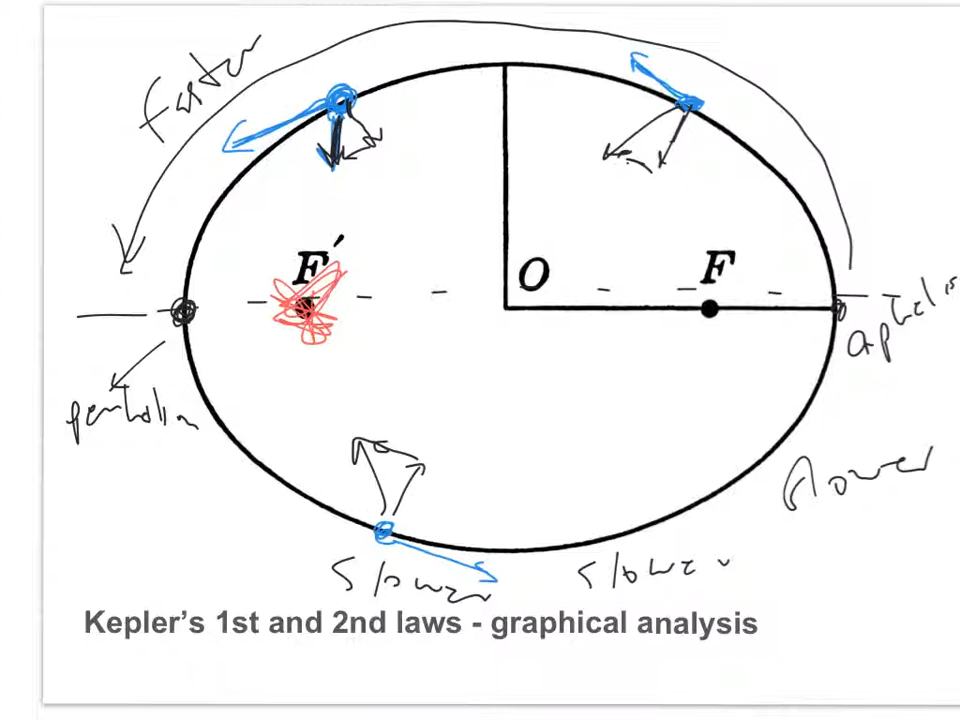 Faster
F′
O
F
aphelion
perihelion
slower
Slower
Slower
Kepler's 1st and 2nd laws - graphical analysis